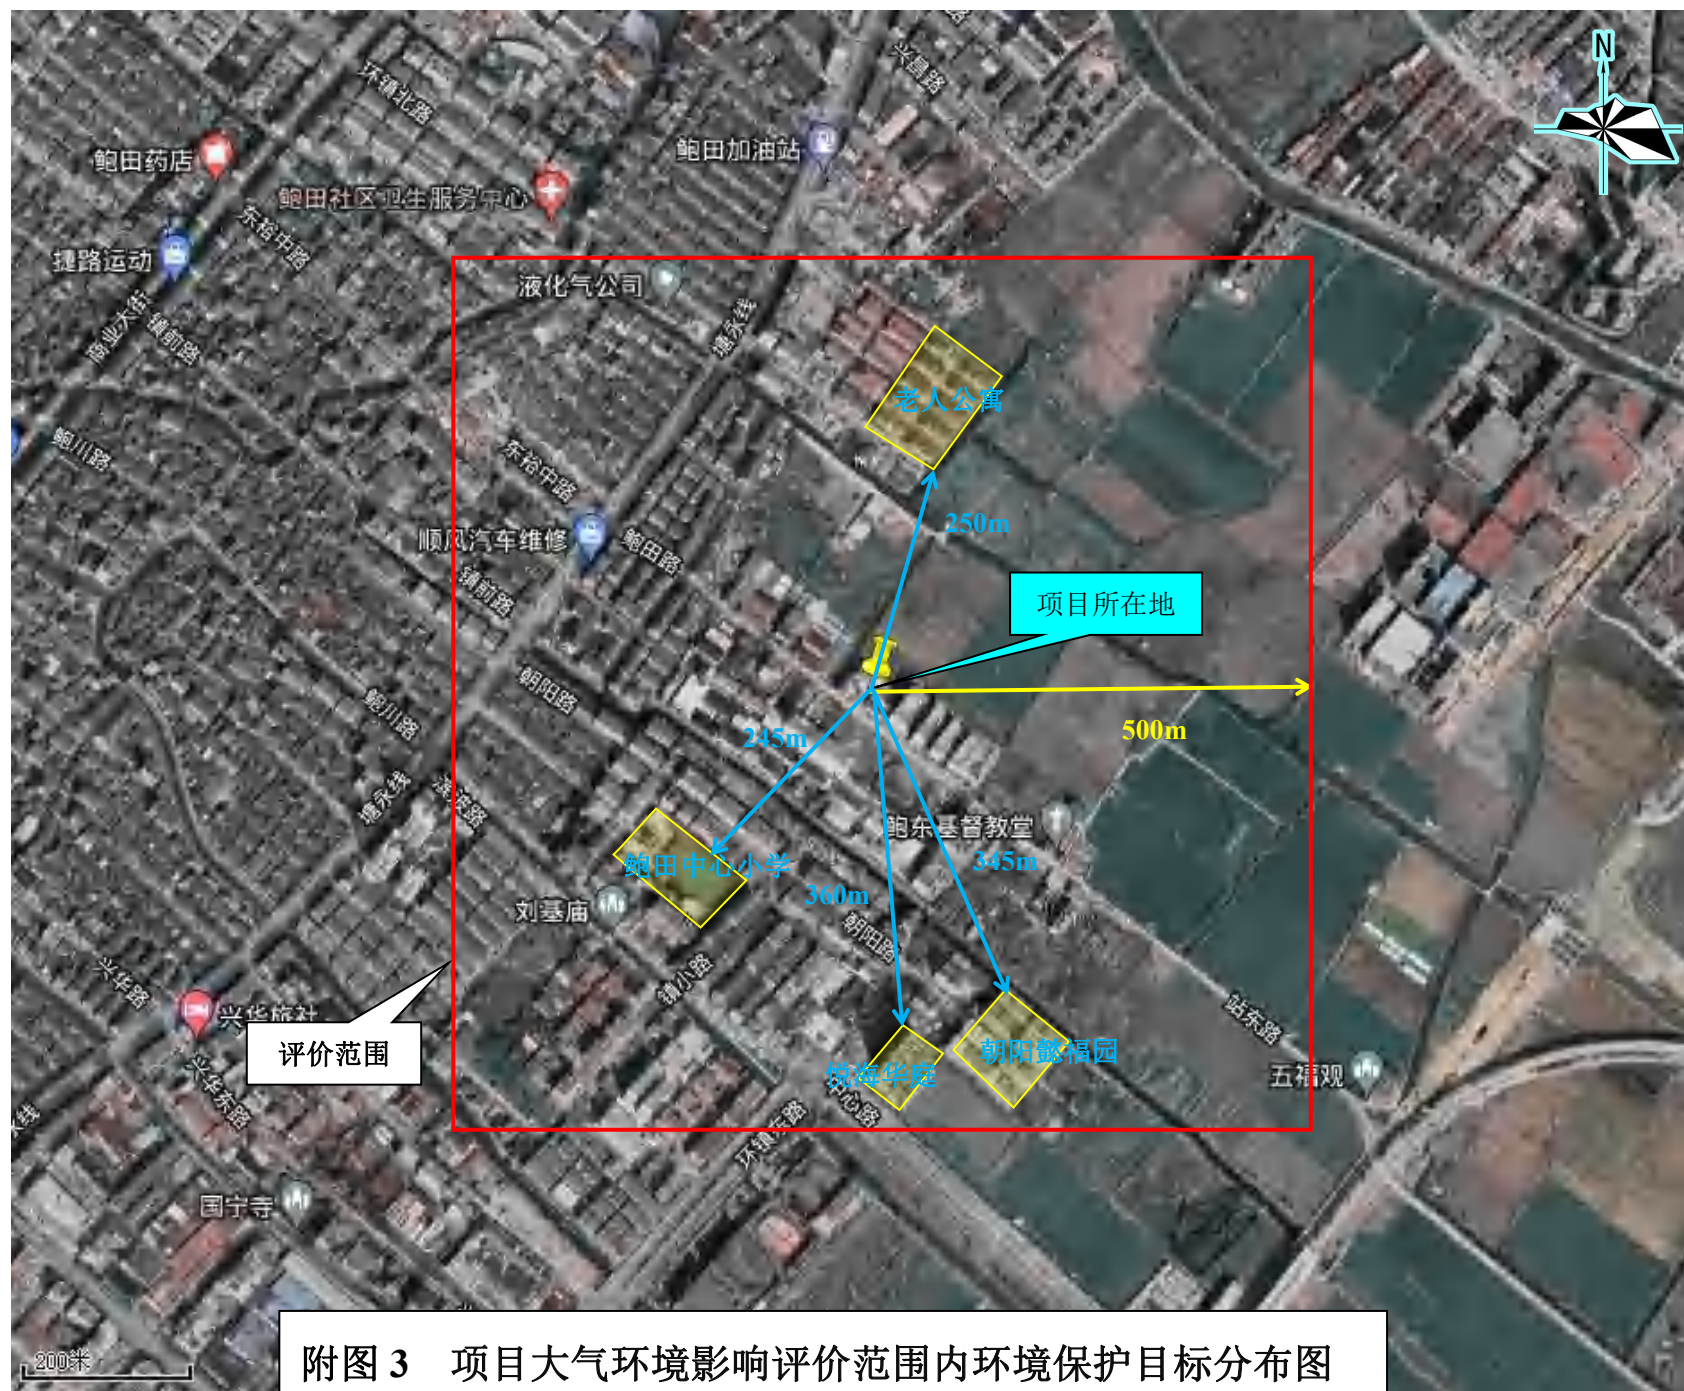 兴昌路
N
环镇北路
鲍田药店
鲍田加油站
鲍田社区卫生服务中心
东裕中路
捷路运动
液化气公司
商业大街
镇前路
塘永线
老人公寓
鲍川路
东裕中路
250m
顺风汽车维修
鲍田路
镇前路
项目所在地
朝阳路
鲍川路
245m
500m
塘永线
鲍东基督教堂
345m
鲍田中心小学
360m
刘基庙
朝阳路
镇小路
兴华路
兴华旅社
站东路
评价范围
朝阳懿福园
悦海华庭
五福观
兴华东路
中心路
永线
环镇东路
国宁寺
200米
附图 3 项目大气环境影响评价范围内环境保护目标分布图